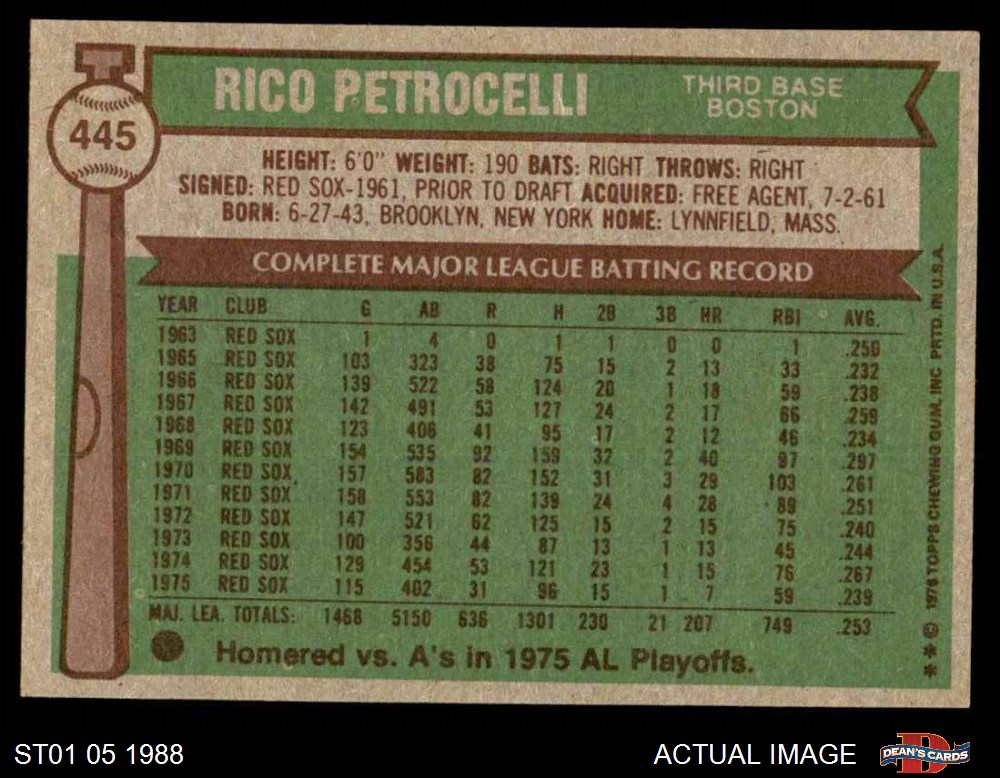 445
RICO PETROCELLI
THIRD BASE
BOSTON
HEIGHT: 6'0" WEIGHT: 190 BATS: RIGHT THROWS: RIGHT
SIGNED: RED SOX-1961, PRIOR TO DRAFT ACQUIRED: FREE AGENT, 7-2-61
BORN: 6-27-43, BROOKLYN, NEW YORK HOME: LYNNFIELD, MASS.
COMPLETE MAJOR LEAGUE BATTING RECORD
YEAR CLUB G AB R H 2B 3B HR RBI AVG.
1963 RED SOX 1 4 0 1 1 0 0 1 .250
1965 RED SOX 103 323 38 75 15 2 13 33 .232
1966 RED SOX 139 522 58 124 20 1 18 59 .238
1967 RED SOX 142 491 53 127 24 2 17 66 .259
1968 RED SOX 123 406 41 95 17 2 12 46 .234
1969 RED SOX 154 535 92 159 32 2 40 97 .297
1970 RED SOX 157 583 82 152 31 3 29 103 .261
1971 RED SOX 158 553 82 139 24 4 28 89 .251
1972 RED SOX 147 521 62 125 15 2 15 75 .240
1973 RED SOX 100 356 44 87 13 1 13 45 .244
1974 RED SOX 129 454 53 121 23 1 15 76 .267
1975 RED SOX 115 402 31 96 15 1 7 59 .239
MAJ. LEA. TOTALS: 1468 5150 636 1301 230 21 207 749 .253
Homered vs. A's in 1975 AL Playoffs.
* * © 1976 TOPPS CHEWING GUM, INC PRTD. IN U.S.A.
ST01 05 1988
ACTUAL IMAGE
D
DEAN'S CARDS